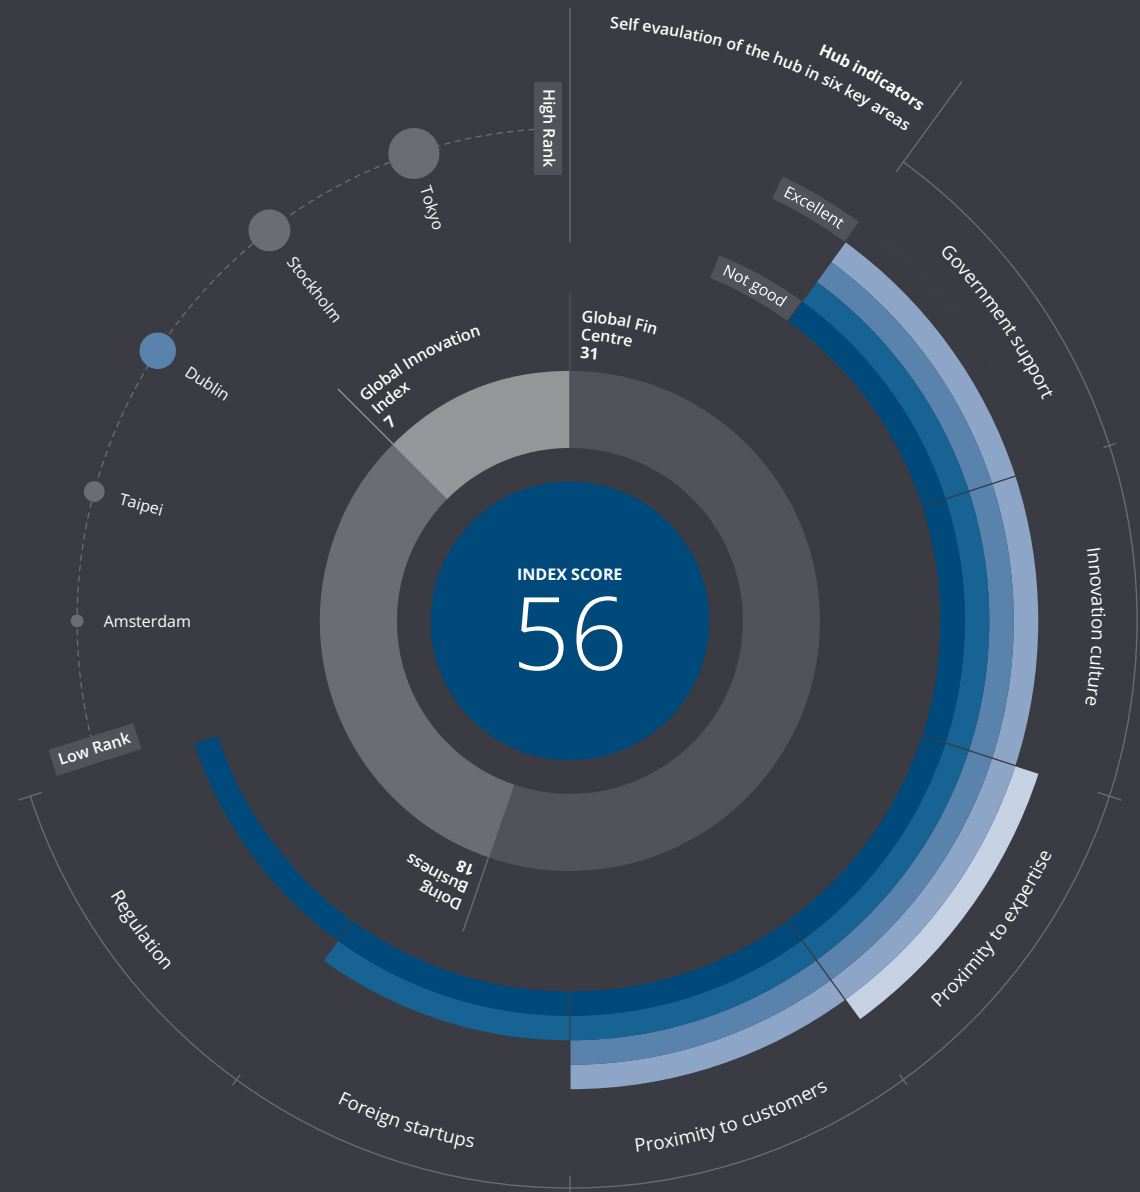 Hub indicators
Self evaulation of the hub in six key areas
High Rank
Tokyo
Stockholm
Dublin
Taipei
Amsterdam
Low Rank
Excellent
Not good
Government support
Innovation culture
Proximity to expertise
Proximity to customers
Foreign startups
Regulation
Global Fin
Centre
31
Global Innovation
Index
7
Doing
Business
18
INDEX SCORE
56